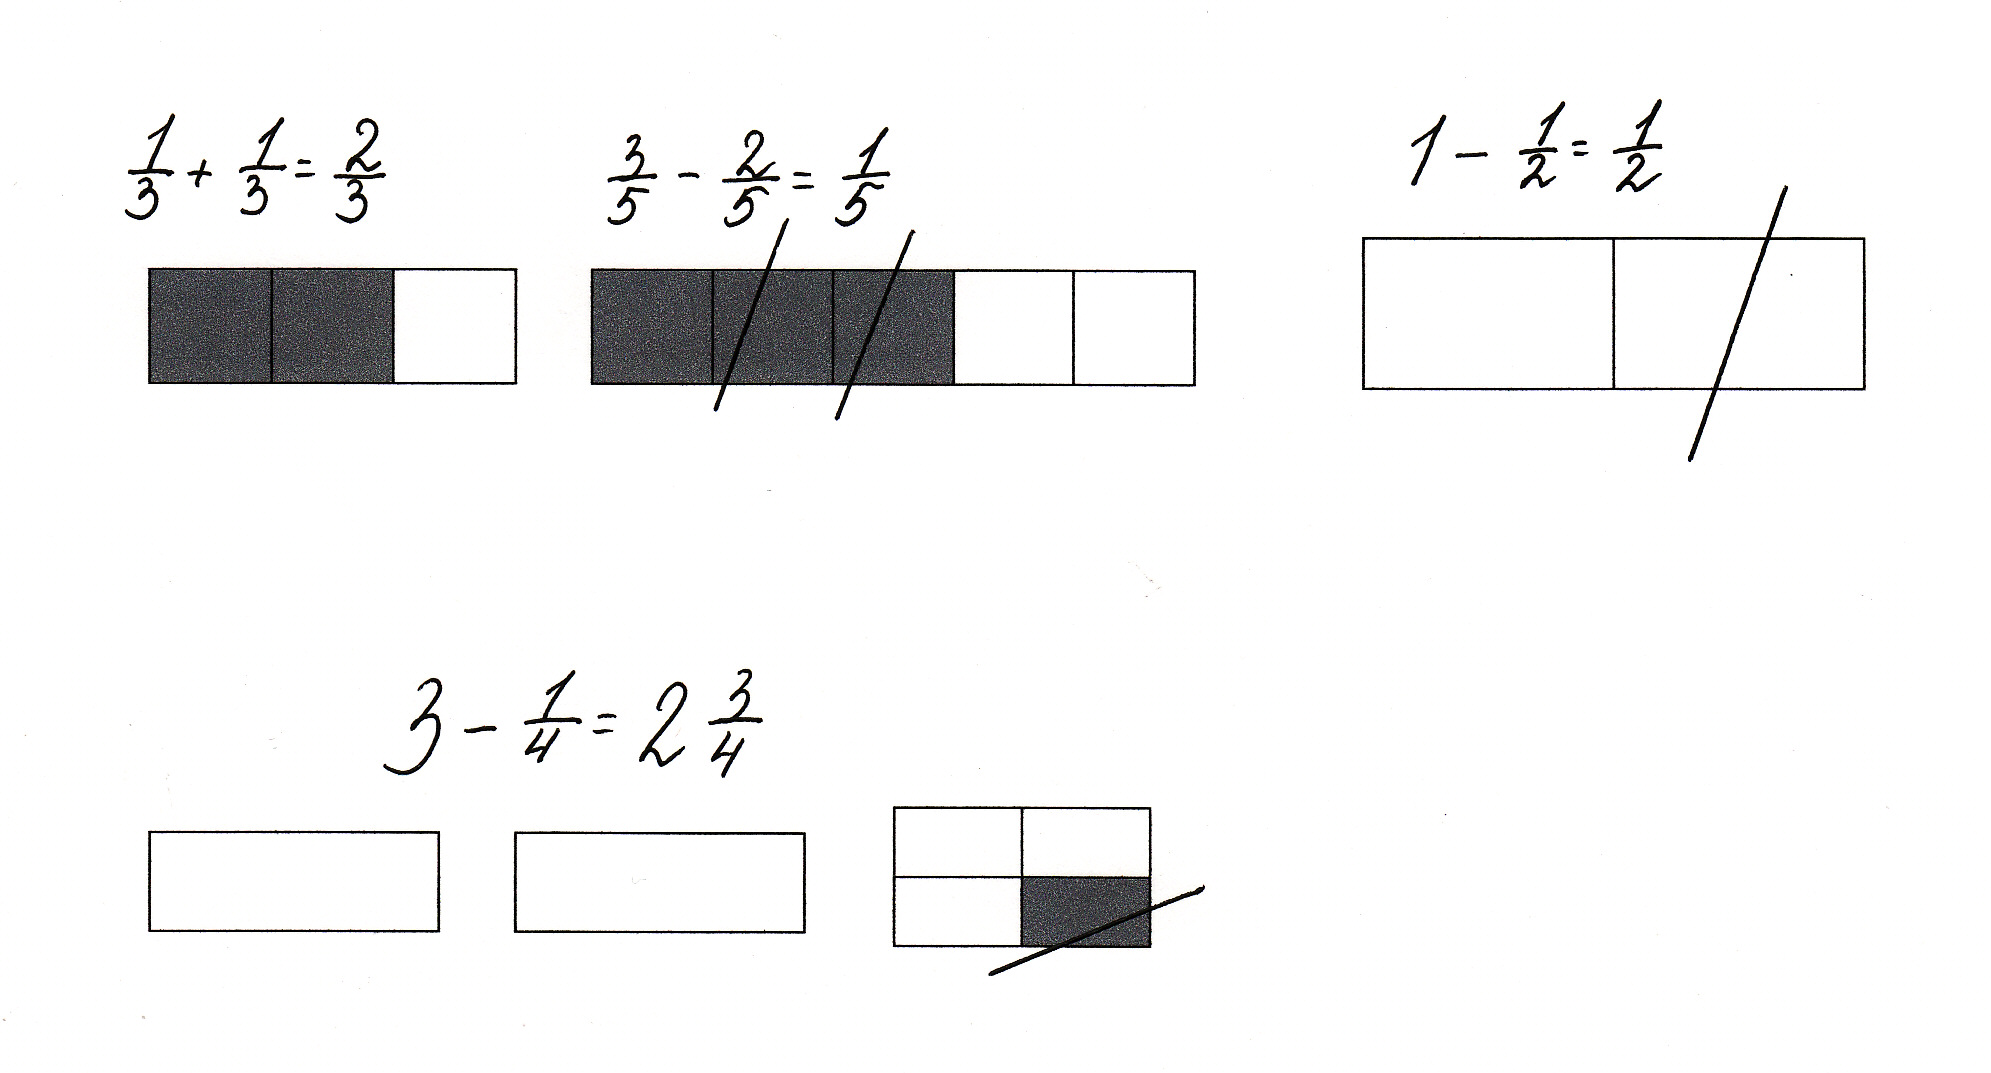 1/3 + 1/3 = 2/3
3/5 - 2/5 = 1/5
1 - 1/2 = 1/2
3 - 1/4 = 2 3/4